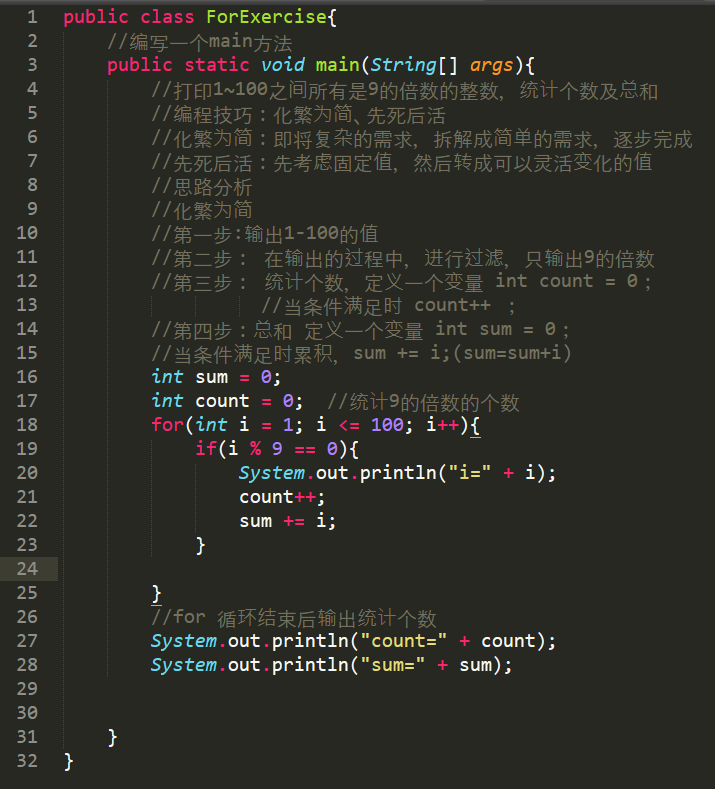 1 public class ForExercise{
2 //编写一个main方法
3 public static void main(String[] args){
4 //打印1~100之间所有是9的倍数的整数，统计个数及总和
5 //编程技巧：化繁为简、先死后活
6 //化繁为简：即将复杂的需求，拆解成简单的需求，逐步完成
7 //先死后活：先考虑固定值，然后转成可以灵活变化的值
8 //思路分析
9 //化繁为简
10 //第一步:输出1-100的值
11 //第二步： 在输出的过程中，进行过滤，只输出9的倍数
12 //第三步： 统计个数，定义一个变量 int count = 0；
13 //当条件满足时 count++ ；
14 //第四步：总和 定义一个变量 int sum = 0；
15 //当条件满足时累积，sum += i;(sum=sum+i)
16 int sum = 0;
17 int count = 0; //统计9的倍数的个数
18 for(int i = 1; i <= 100; i++){
19 if(i % 9 == 0){
20 System.out.println("i=" + i);
21 count++;
22 sum += i;
23 }
24
25 }
26 //for 循环结束后输出统计个数
27 System.out.println("count=" + count);
28 System.out.println("sum=" + sum);
29
30
31 }
32 }